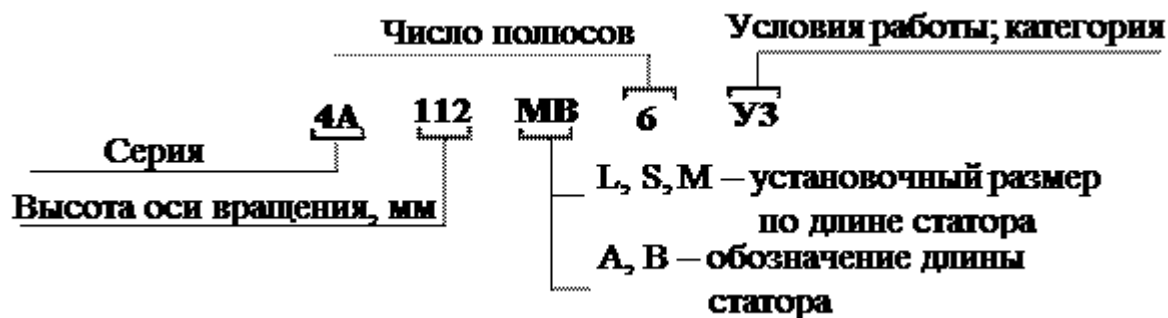 Число полюсов
Условия работы; категория
4А 112 МВ 6 У3
Серия
Высота оси вращения, мм
L, S, M – установочный размер
по длине статора
А, В – обозначение длины
статора